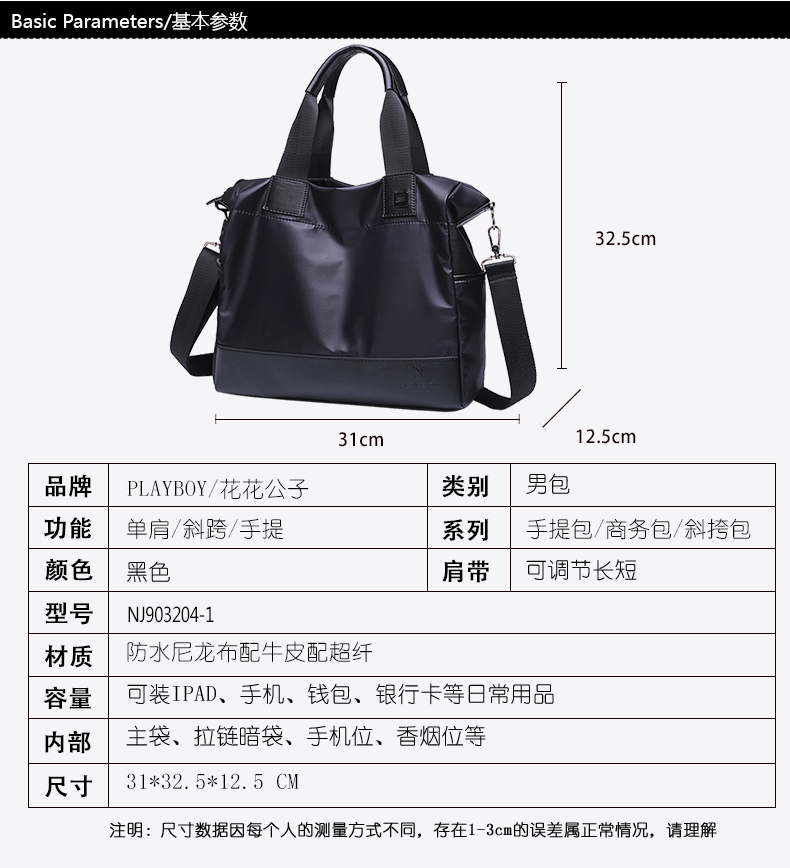 Basic Parameters/基本参数
32.5cm
12.5cm
31cm
品牌 PLAYBOY/花花公子 类别 男包
功能 单肩/斜跨/手提 系列 手提包/商务包/斜挎包
颜色 黑色 肩带 可调节长短
型号 NJ903204-1
材质 防水尼龙布配牛皮配超纤
容量 可装IPAD、手机、钱包、银行卡等日常用品
内部 主袋、拉链暗袋、手机位、香烟位等
尺寸 31*32.5*12.5 CM
注明：尺寸数据因每个人的测量方式不同，存在1-3cm的误差属正常情况，请理解